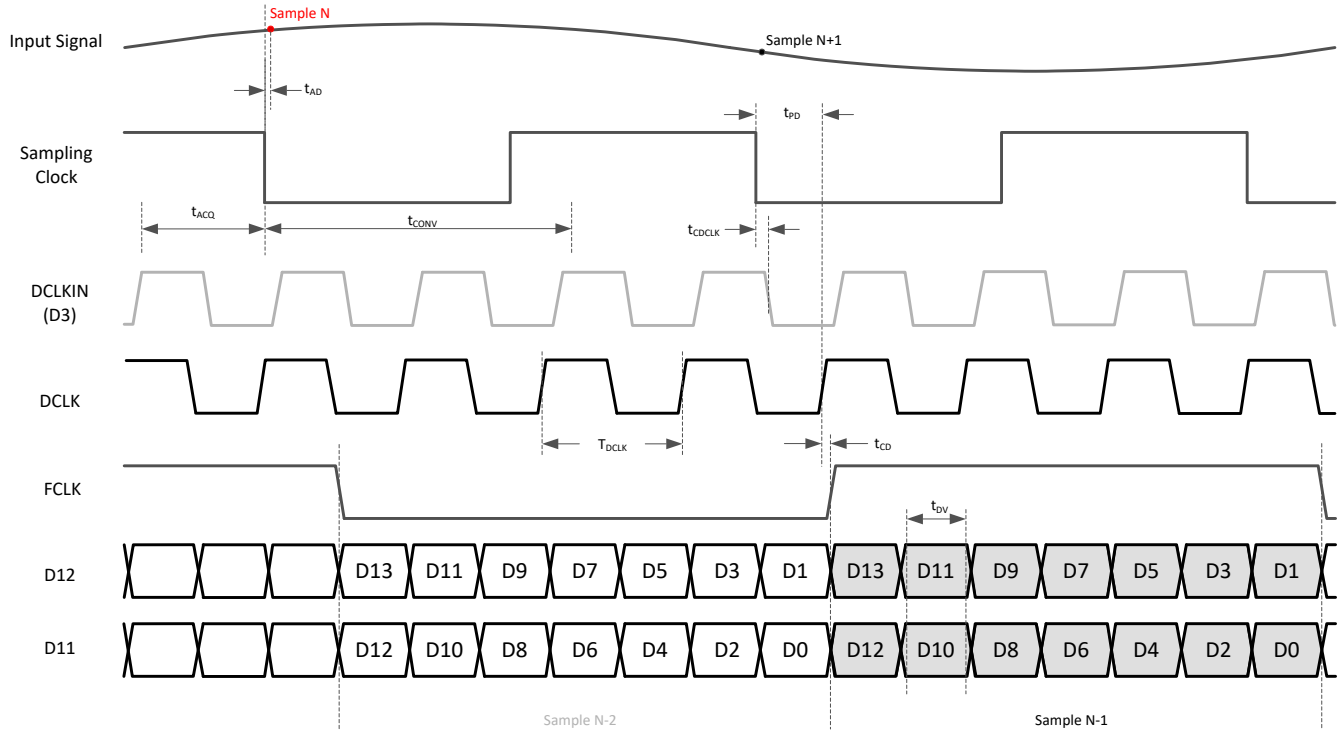 Sample N
Input Signal
Sample N+1
tAD
tPD
Sampling
Clock
tACQ
tCONV
tCDCLK
DCLKIN
(D3)
DCLK
TDCLK
tCD
FCLK
tDV
D12
D13 D11 D9 D7 D5 D3 D1 D13 D11 D9 D7 D5 D3 D1
D11
D12 D10 D8 D6 D4 D2 D0 D12 D10 D8 D6 D4 D2 D0
Sample N-2
Sample N-1